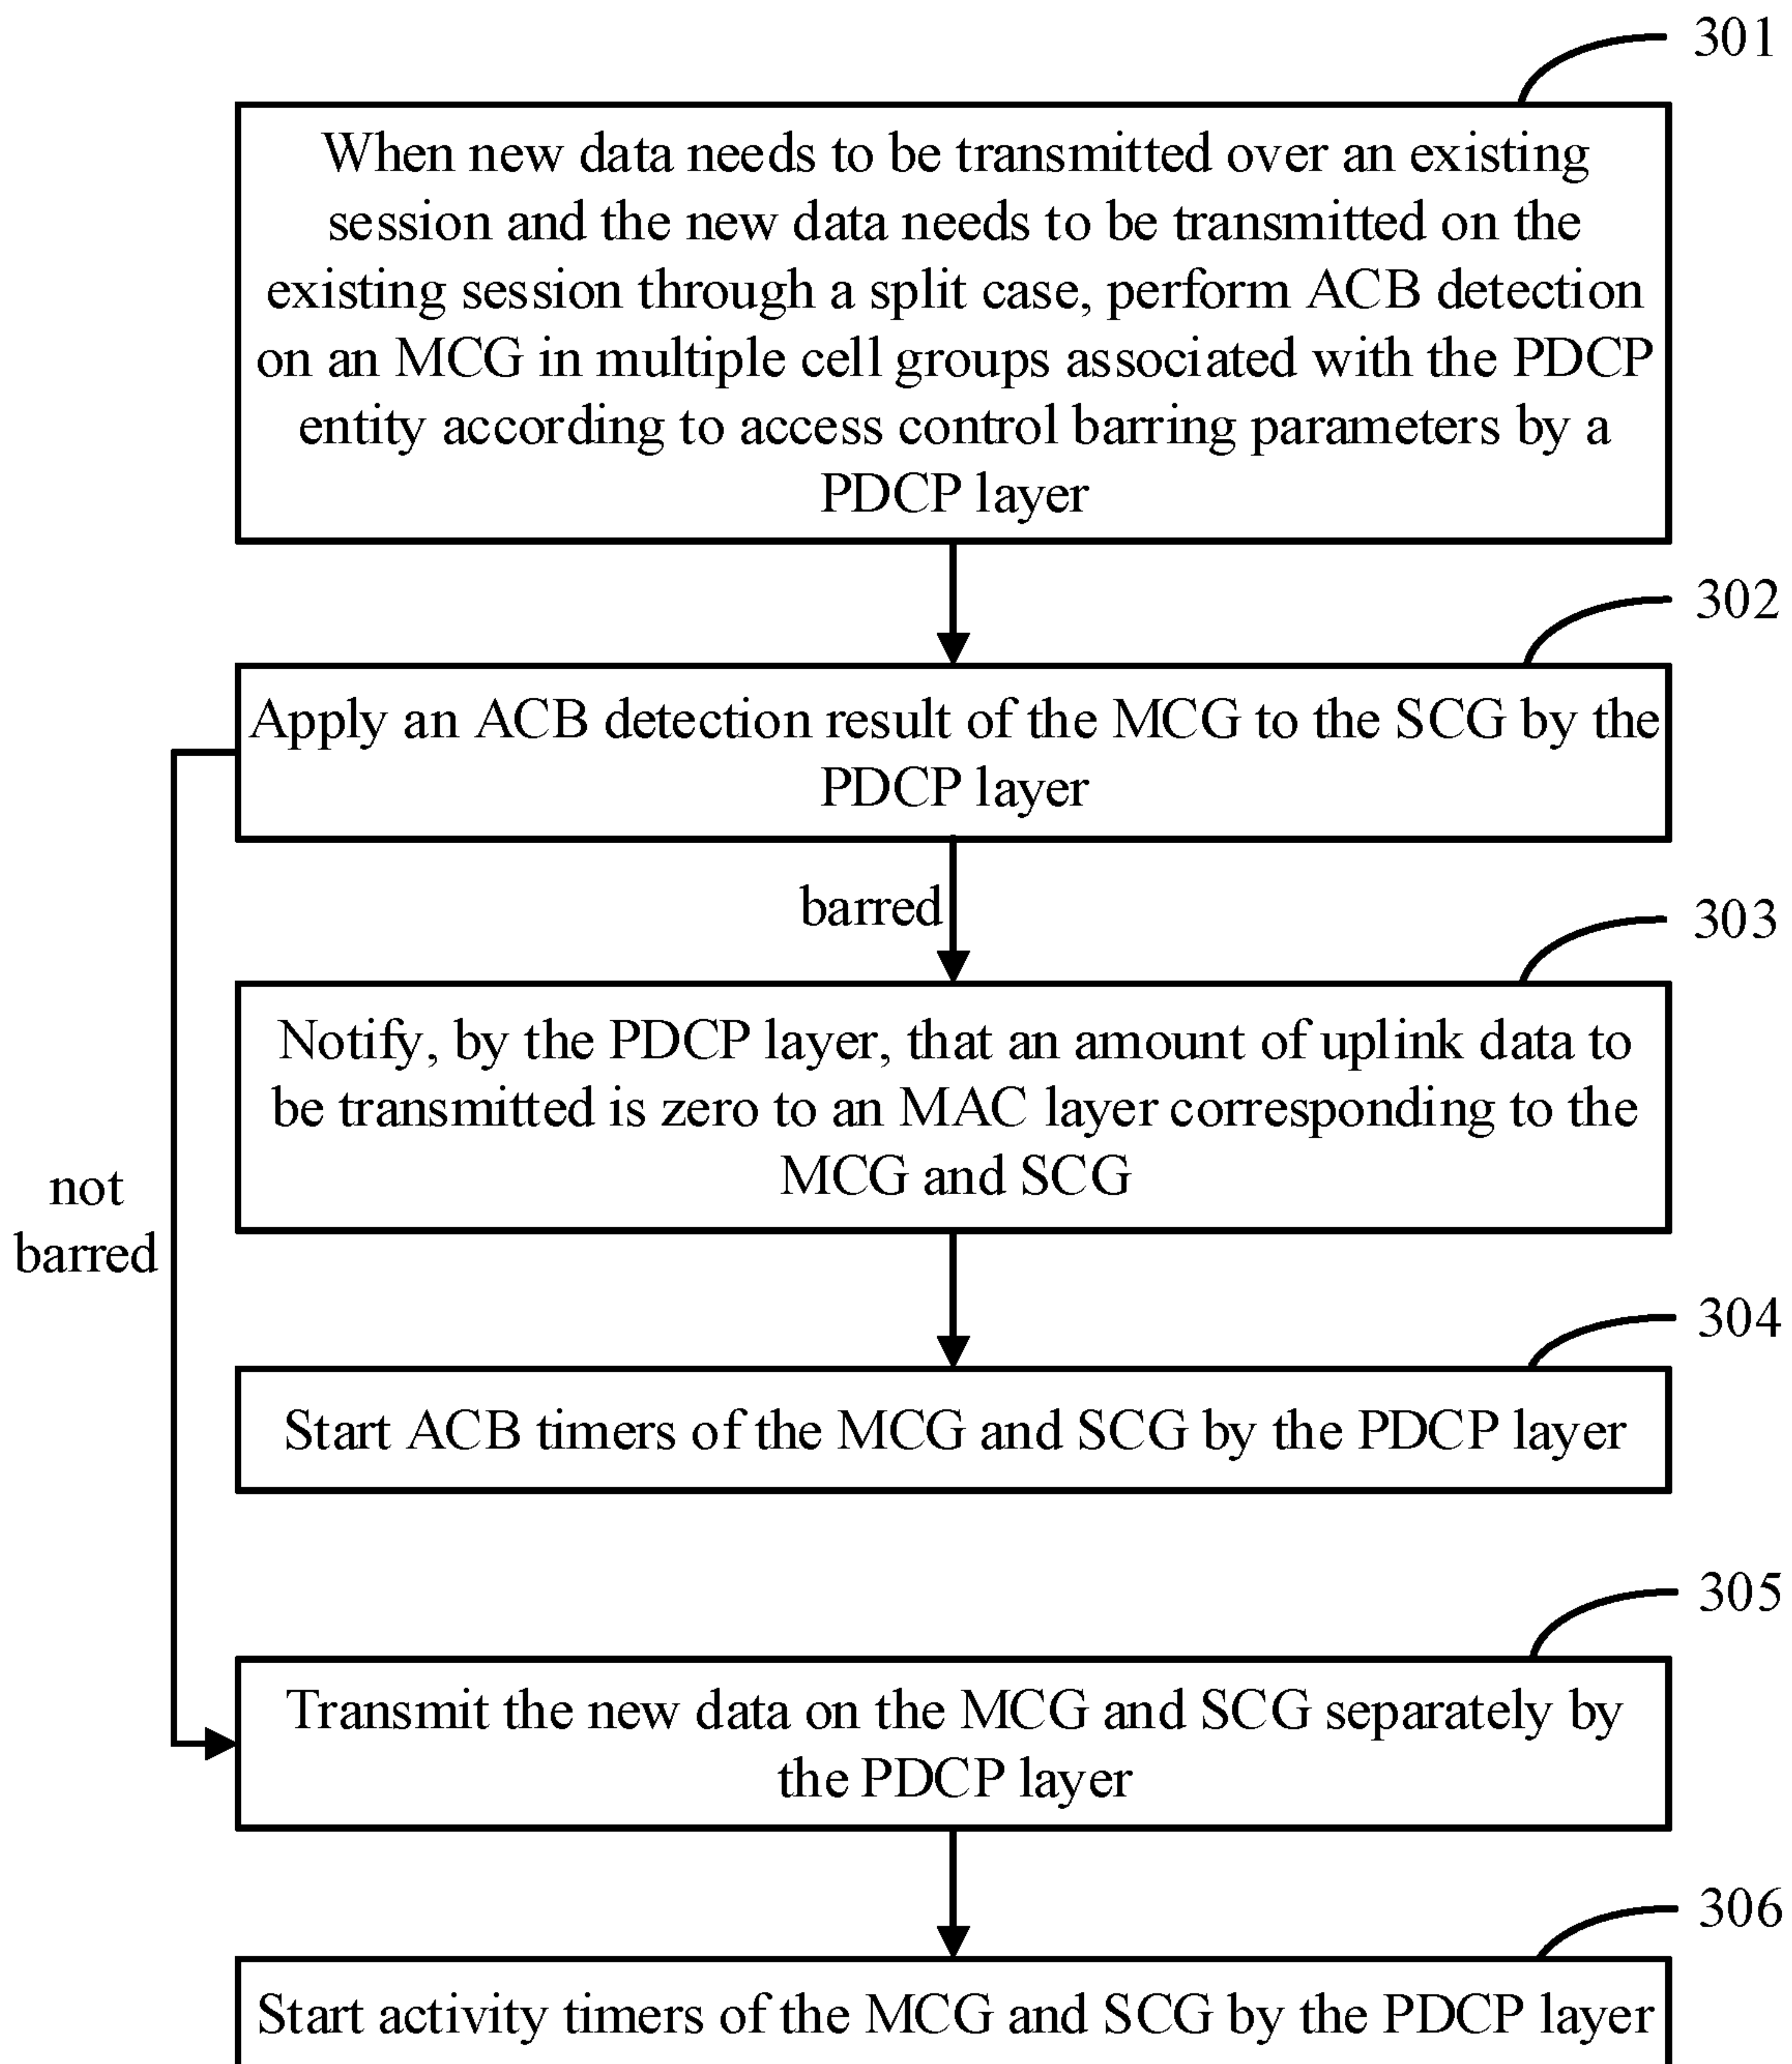 301
When new data needs to be transmitted over an existing
session and the new data needs to be transmitted on the
existing session through a split case, perform ACB detection
on an MCG in multiple cell groups associated with the PDCP
entity according to access control barring parameters by a
PDCP layer
302
Apply an ACB detection result of the MCG to the SCG by the
PDCP layer
barred
303
Notify, by the PDCP layer, that an amount of uplink data to
be transmitted is zero to an MAC layer corresponding to the
MCG and SCG
not
barred
304
Start ACB timers of the MCG and SCG by the PDCP layer
305
Transmit the new data on the MCG and SCG separately by
the PDCP layer
306
Start activity timers of the MCG and SCG by the PDCP layer